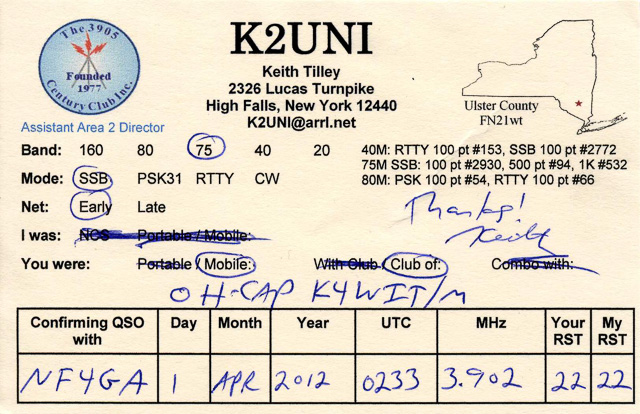 The 3905
Founded
1977
Century Club Inc.
Assistant Area 2 Director
K2UNI
Keith Tilley
2326 Lucas Turnpike
High Falls, New York 12440
K2UNI@arrl.net
Ulster County
FN21wt
Band: 160 80 75 40 20
40M: RTTY 100 pt #153, SSB 100 pt #2772
75M SSB: 100 pt #2930, 500 pt #94, 1K #532
80M: PSK 100 pt #54, RTTY 100 pt #66
Mode: SSB PSK31 RTTY CW
Net: Early Late
Thanks!
Keith
I was: NCS Portable / Mobile:
You were: Portable / Mobile: With Club / Club of: Combo with:
OH-CAP K4WIT/M
Confirming QSO with Day Month Year UTC MHz Your RST My RST
NF4GA 1 APR 2012 0233 3.902 22 22